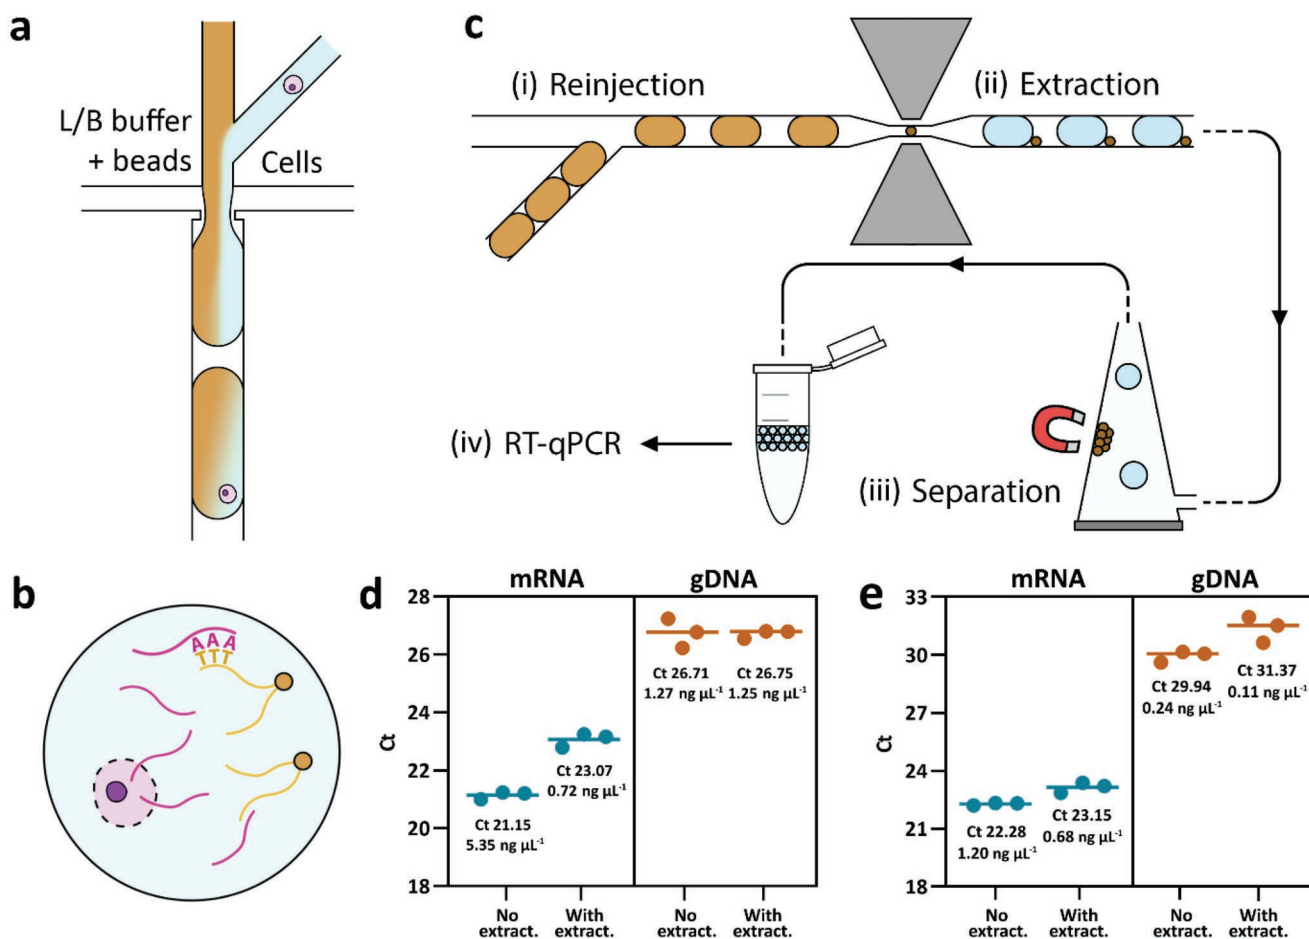 a
L/B buffer
+ beads
Cells
b
A A A
T T T
c
(i) Reinjection
(ii) Extraction
(iii) Separation
(iv) RT-qPCR
d
mRNA
gDNA
Ct
28
26
24
22
20
18
Ct 21.15
5.35 ng µL⁻¹
Ct 23.07
0.72 ng µL⁻¹
Ct 26.71
1.27 ng µL⁻¹
Ct 26.75
1.25 ng µL⁻¹
No
extract.
With
extract.
No
extract.
With
extract.
e
mRNA
gDNA
Ct
33
30
27
24
21
18
Ct 22.28
1.20 ng µL⁻¹
Ct 23.15
0.68 ng µL⁻¹
Ct 29.94
0.24 ng µL⁻¹
Ct 31.37
0.11 ng µL⁻¹
No
extract.
With
extract.
No
extract.
With
extract.